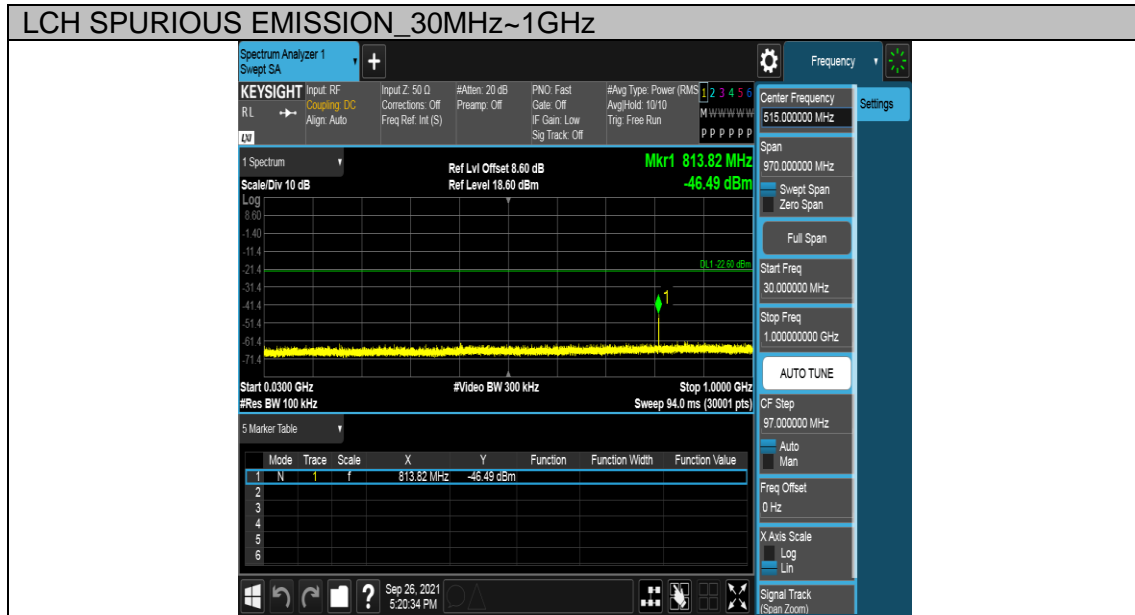 LCH SPURIOUS EMISSION_30MHz~1GHz
Spectrum Analyzer 1
Swept SA
+
Frequency
KEYSIGHT
RL
LXI
Input: RF
Coupling: DC
Align: Auto
Input Z: 50 Ω
Corrections: Off
Freq Ref: Int (S)
#Atten: 20 dB
Preamp: Off
PNO: Fast
Gate: Off
IF Gain: Low
Sig Track: Off
#Avg Type: Power (RMS
Avg|Hold: 10/10
Trig: Free Run
1 2 3 4 5 6
M W W W W W
P P P P P P
1 Spectrum
Scale/Div 10 dB
Ref Lvl Offset 8.60 dB
Ref Level 18.60 dBm
Mkr1 813.82 MHz
-46.49 dBm
Log
8.60
-1.40
-11.4
-21.4
-31.4
-41.4
-51.4
-61.4
-71.4
DL1 -22.60 dBm
1
Start 0.0300 GHz
#Res BW 100 kHz
#Video BW 300 kHz
Stop 1.0000 GHz
Sweep 94.0 ms (30001 pts)
5 Marker Table
Mode Trace Scale X Y Function Function Width Function Value
1 N 1 f 813.82 MHz -46.49 dBm
2
3
4
5
6
?
Sep 26, 2021
5:20:34 PM
Center Frequency
515.000000 MHz
Settings
Span
970.000000 MHz
Swept Span
Zero Span
Full Span
Start Freq
30.000000 MHz
Stop Freq
1.000000000 GHz
AUTO TUNE
CF Step
97.000000 MHz
Auto
Man
Freq Offset
0 Hz
X Axis Scale
Log
Lin
Signal Track
(Span Zoom)